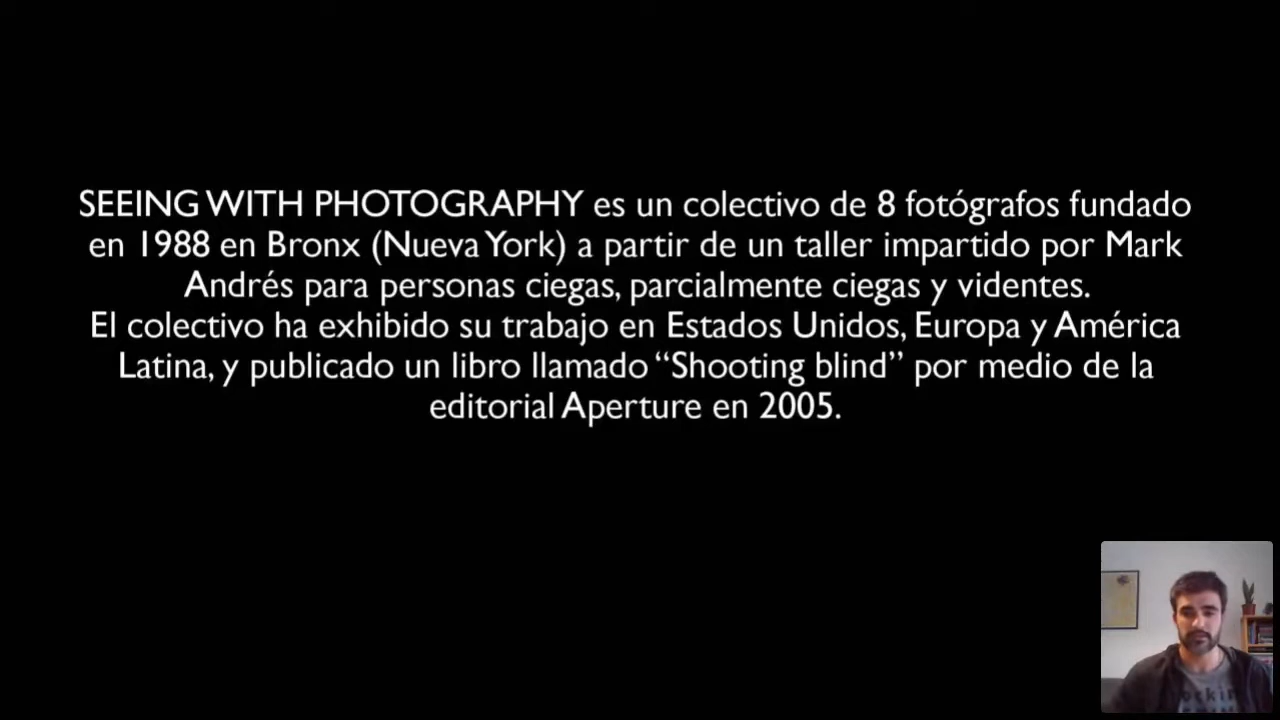 SEEING WITH PHOTOGRAPHY es un colectivo de 8 fotógrafos fundado
en 1988 en Bronx (Nueva York) a partir de un taller impartido por Mark
Andrés para personas ciegas, parcialmente ciegas y videntes.
El colectivo ha exhibido su trabajo en Estados Unidos, Europa y América
Latina, y publicado un libro llamado “Shooting blind” por medio de la
editorial Aperture en 2005.